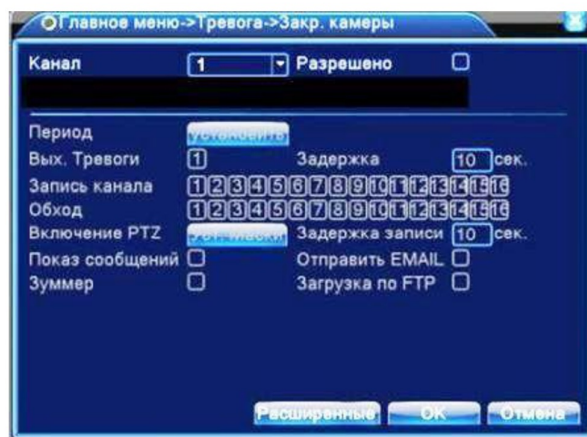 Главное меню->Тревога->Закр. камеры
Канал 1 Разрешено
Период Установить
Вых. Тревоги 1 Задержка 10 сек.
Запись канала 1 2 3 4 5 6 7 8 9 10 11 12 13 14 15 16
Обход 1 2 3 4 5 6 7 8 9 10 11 12 13 14 15 16
Включение PTZ Уст. маски Задержка записи 10 сек.
Показ сообщений Отправить EMAIL
Зуммер Загрузка по FTP
Расширенные OK Отмена